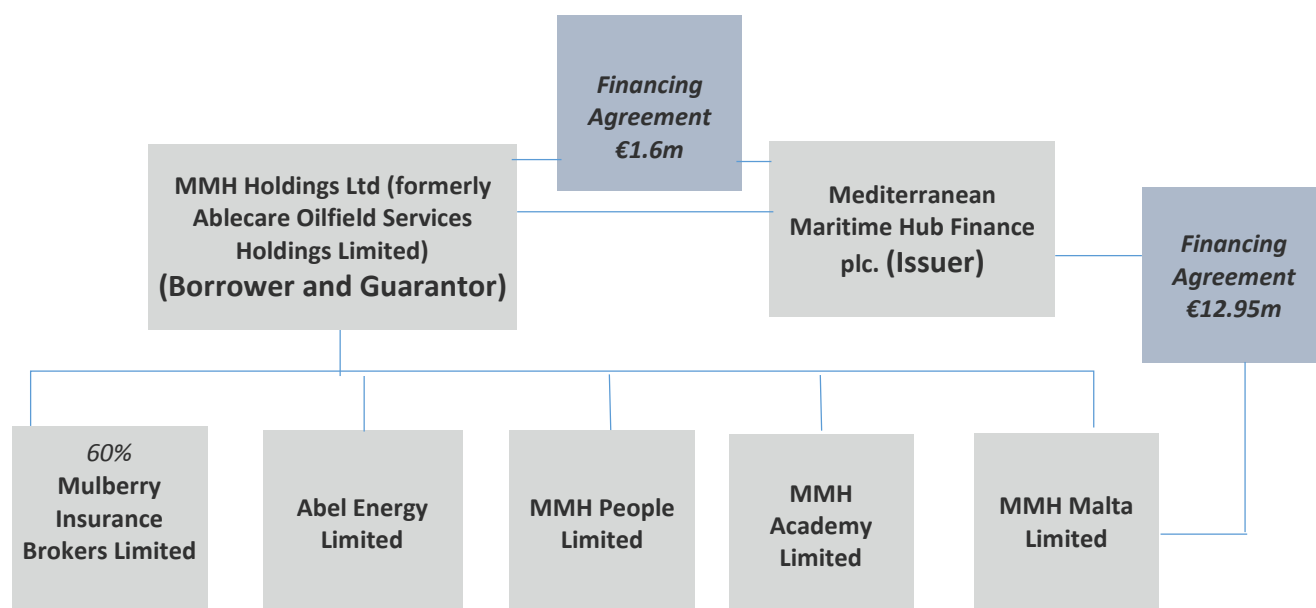 Financing
Agreement
€1.6m
MMH Holdings Ltd (formerly
Ablecare Oilfield Services
Holdings Limited)
(Borrower and Guarantor)
Mediterranean
Maritime Hub Finance
plc. (Issuer)
Financing
Agreement
€12.95m
60%
Mulberry
Insurance
Brokers Limited
Abel Energy
Limited
MMH People
Limited
MMH
Academy
Limited
MMH Malta
Limited